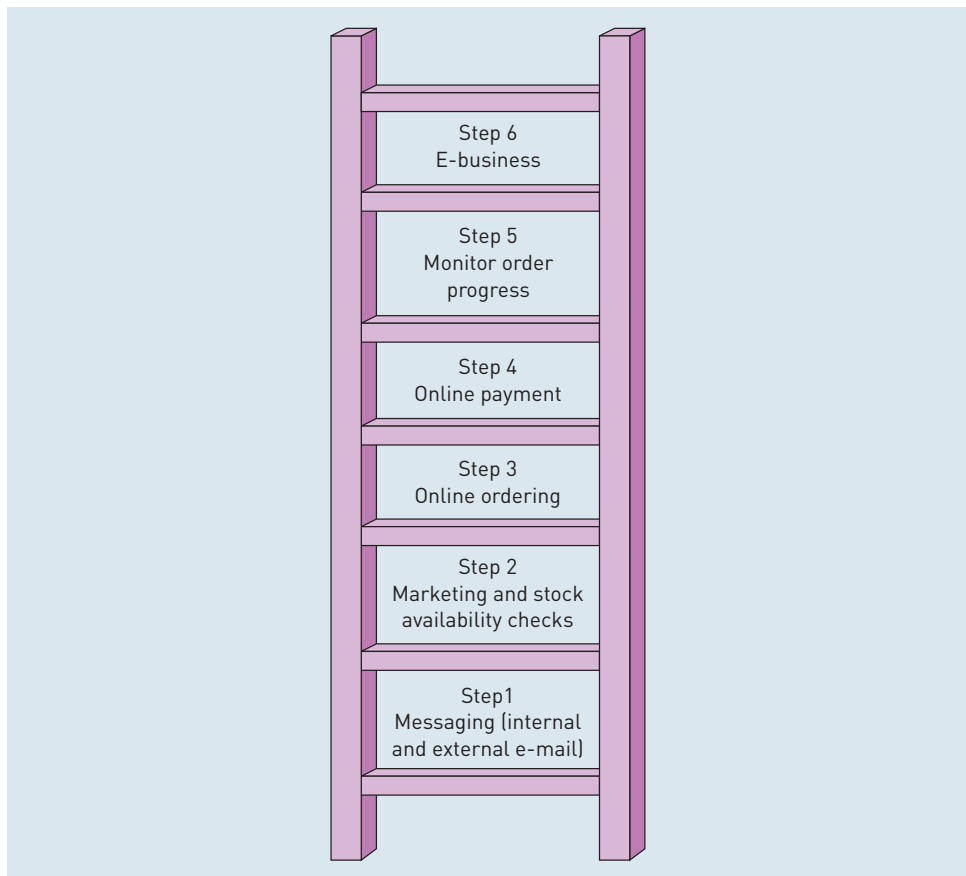 Step 6
E-business
Step 5
Monitor order
progress
Step 4
Online payment
Step 3
Online ordering
Step 2
Marketing and stock
availability checks
Step1
Messaging (internal
and external e-mail)